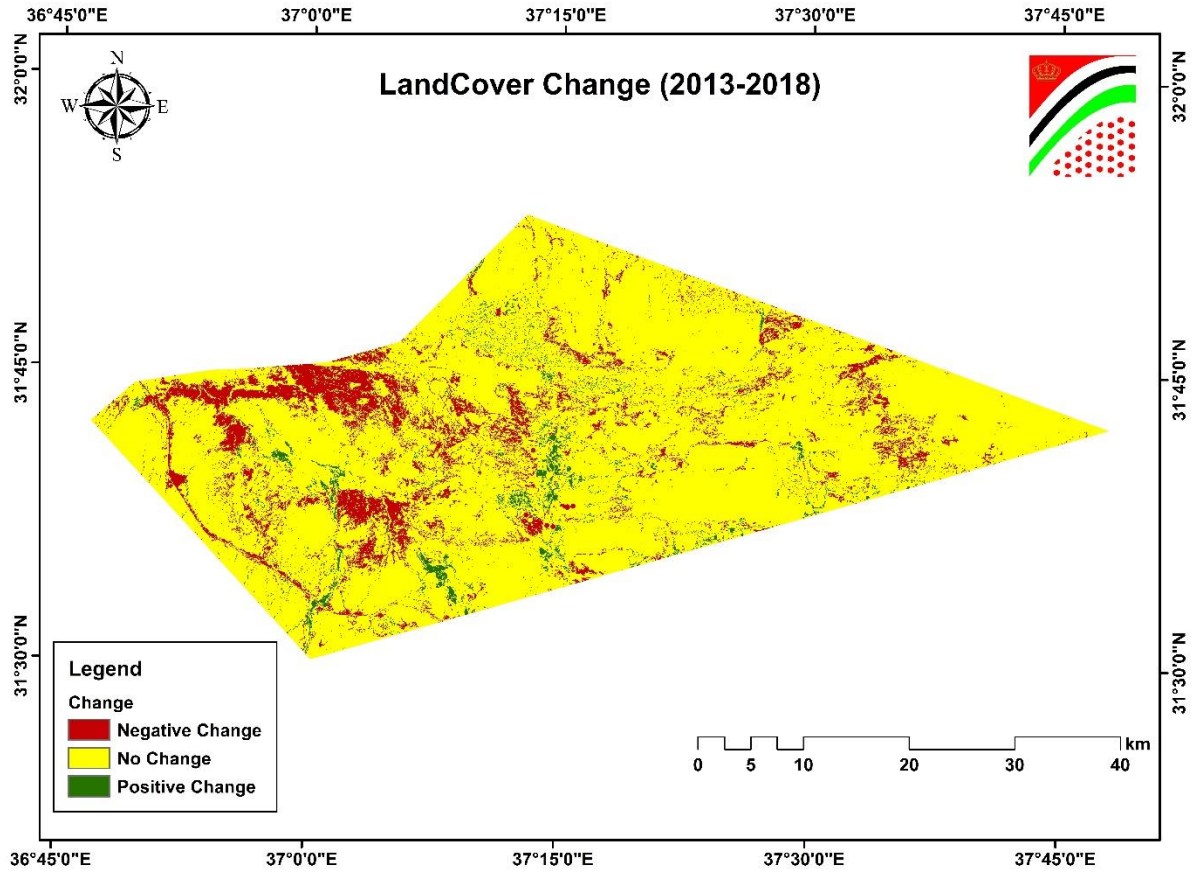 36°45'0"E 37°0'0"E 37°15'0"E 37°30'0"E 37°45'0"E
32°0'0"N
N
W E
S
LandCover Change (2013-2018)
32°0'0"N
31°45'0"N
31°45'0"N
31°30'0"N
31°30'0"N
Legend
Change
Negative Change
No Change
Positive Change
km
0 5 10 20 30 40
36°45'0"E 37°0'0"E 37°15'0"E 37°30'0"E 37°45'0"E